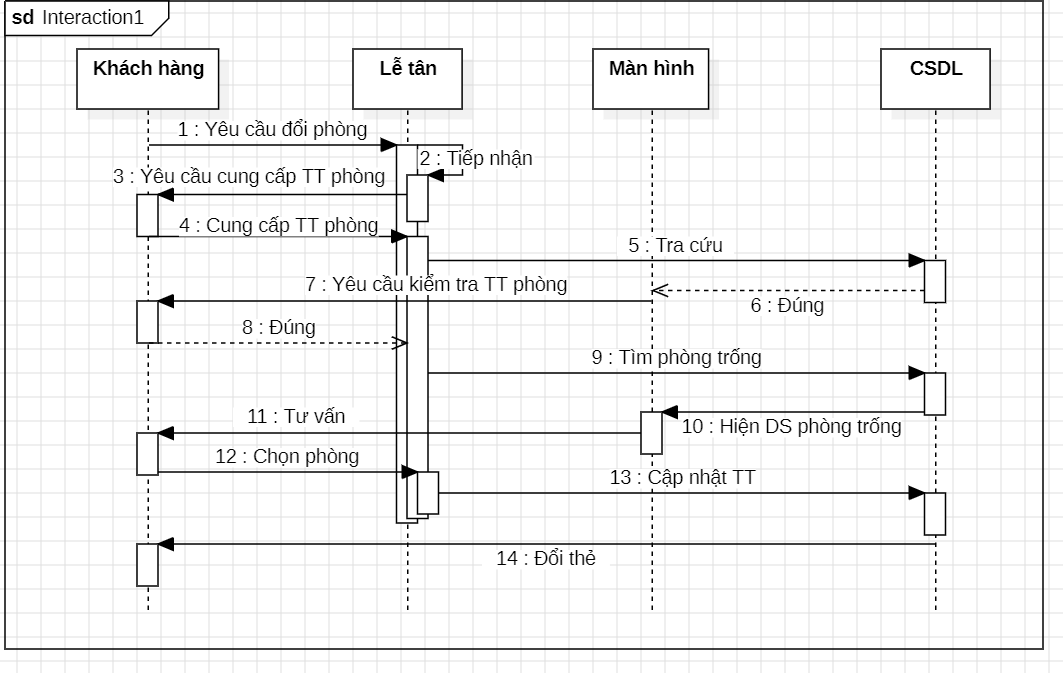 sd Interaction1
Khách hàng
Lễ tân
Màn hình
CSDL
1 : Yêu cầu đổi phòng
2 : Tiếp nhận
3 : Yêu cầu cung cấp TT phòng
4 : Cung cấp TT phòng
5 : Tra cứu
7 : Yêu cầu kiểm tra TT phòng
6 : Đúng
8 : Đúng
9 : Tìm phòng trống
11 : Tư vấn
10 : Hiện DS phòng trống
12 : Chọn phòng
13 : Cập nhật TT
14 : Đổi thẻ